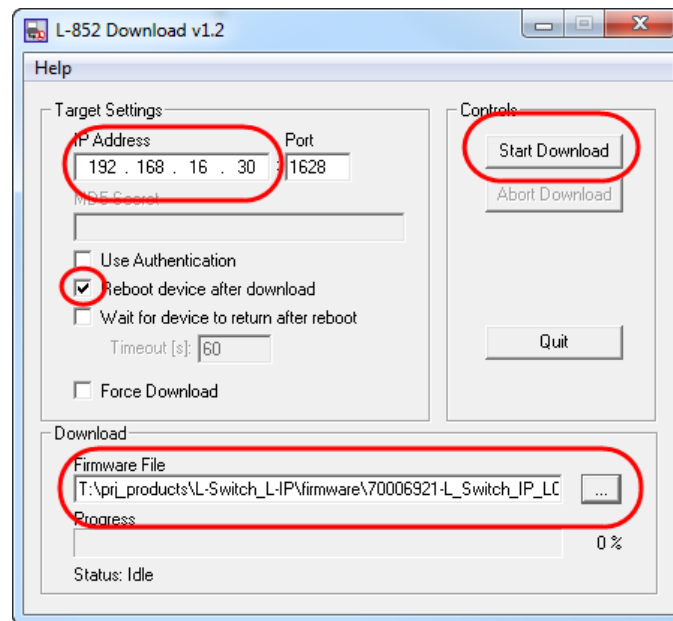 L-852 Download v1.2
Help
Target Settings
IP Address
Port
192 . 168 . 16 . 30 : 1628
MD5 Secret
Use Authentication
Reboot device after download
Wait for device to return after reboot
Timeout [s]: 60
Force Download
Controls
Start Download
Abort Download
Quit
Download
Firmware File
T:\prj_products\L-Switch_L-IP\firmware\70006921-L_Switch_IP_LC
...
Progress
0 %
Status: Idle